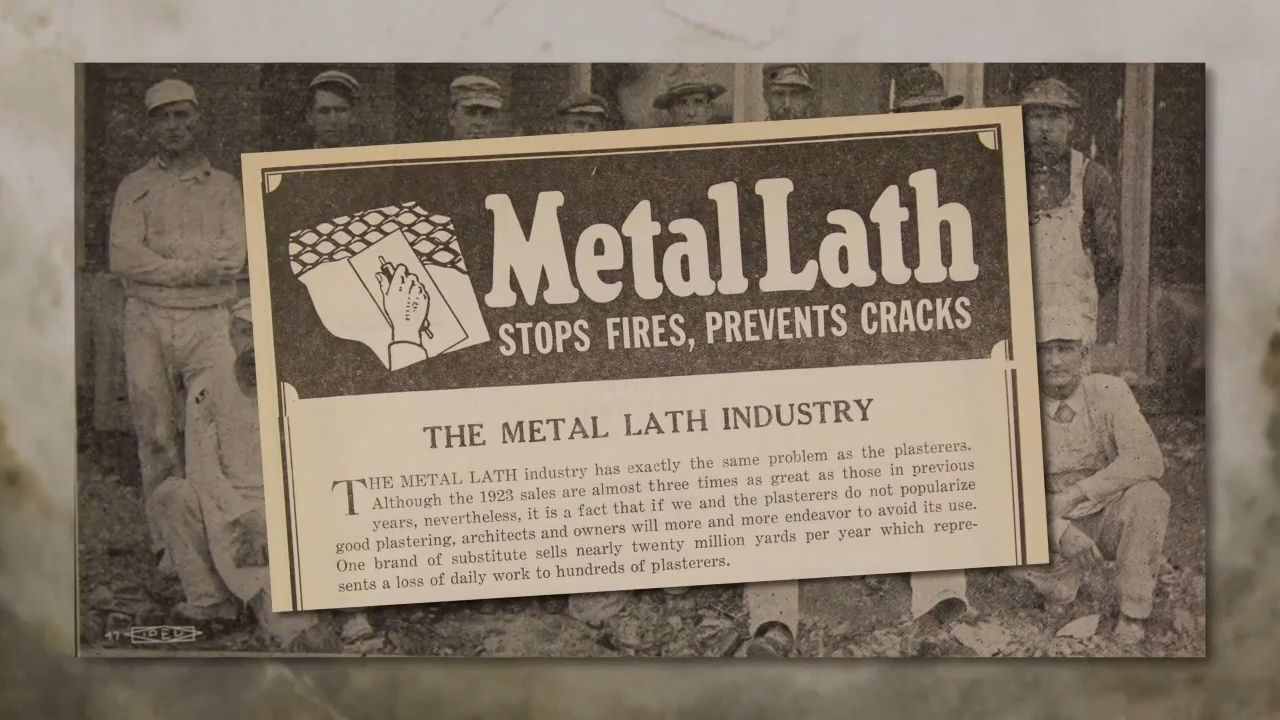 Metal Lath
STOPS FIRES, PREVENTS CRACKS
THE METAL LATH INDUSTRY
THE METAL LATH industry has exactly the same problem as the plasterers.
Although the 1923 sales are almost three times as great as those in previous
years, nevertheless, it is a fact that if we and the plasterers do not popularize
good plastering, architects and owners will more and more endeavor to avoid its use.
One brand of substitute sells nearly twenty million yards per year which repre-
sents a loss of daily work to hundreds of plasterers.